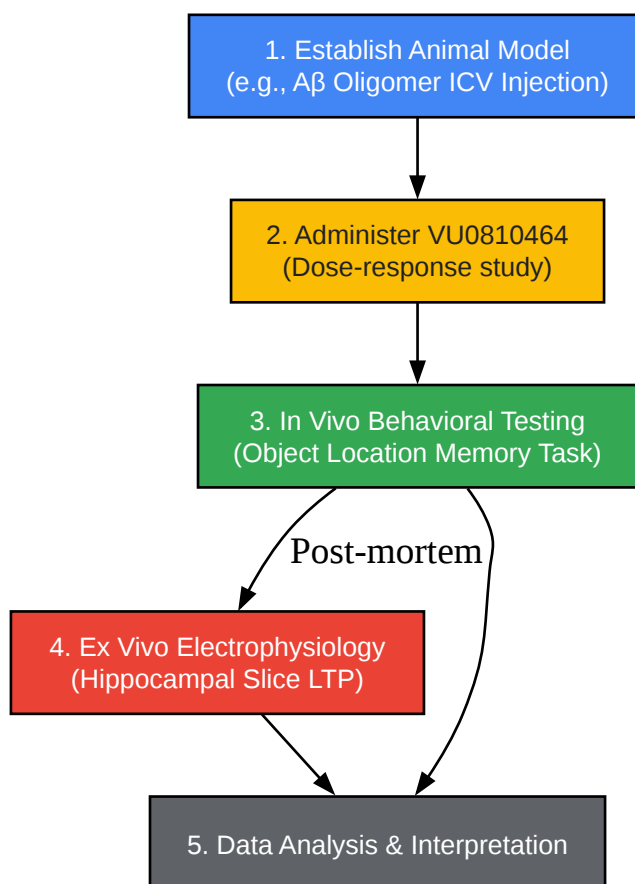 1. Establish Animal Model
(e.g., Aβ Oligomer ICV Injection)
2. Administer VU0810464
(Dose-response study)
3. In Vivo Behavioral Testing
(Object Location Memory Task)
Post-mortem
4. Ex Vivo Electrophysiology
(Hippocampal Slice LTP)
5. Data Analysis & Interpretation